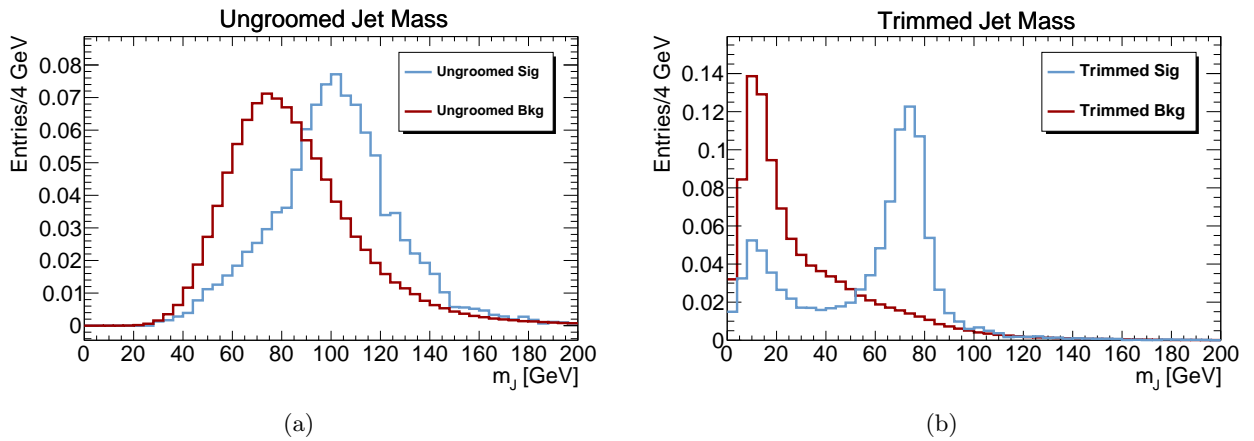 Ungroomed Jet Mass
Entries/4 GeV
0.08
0.07
0.06
0.05
0.04
0.03
0.02
0.01
0
0 20 40 60 80 100 120 140 160 180 200
m_J [GeV]
Ungroomed Sig
Ungroomed Bkg
(a)
Trimmed Jet Mass
Entries/4 GeV
0.14
0.12
0.1
0.08
0.06
0.04
0.02
0
0 20 40 60 80 100 120 140 160 180 200
m_J [GeV]
Trimmed Sig
Trimmed Bkg
(b)